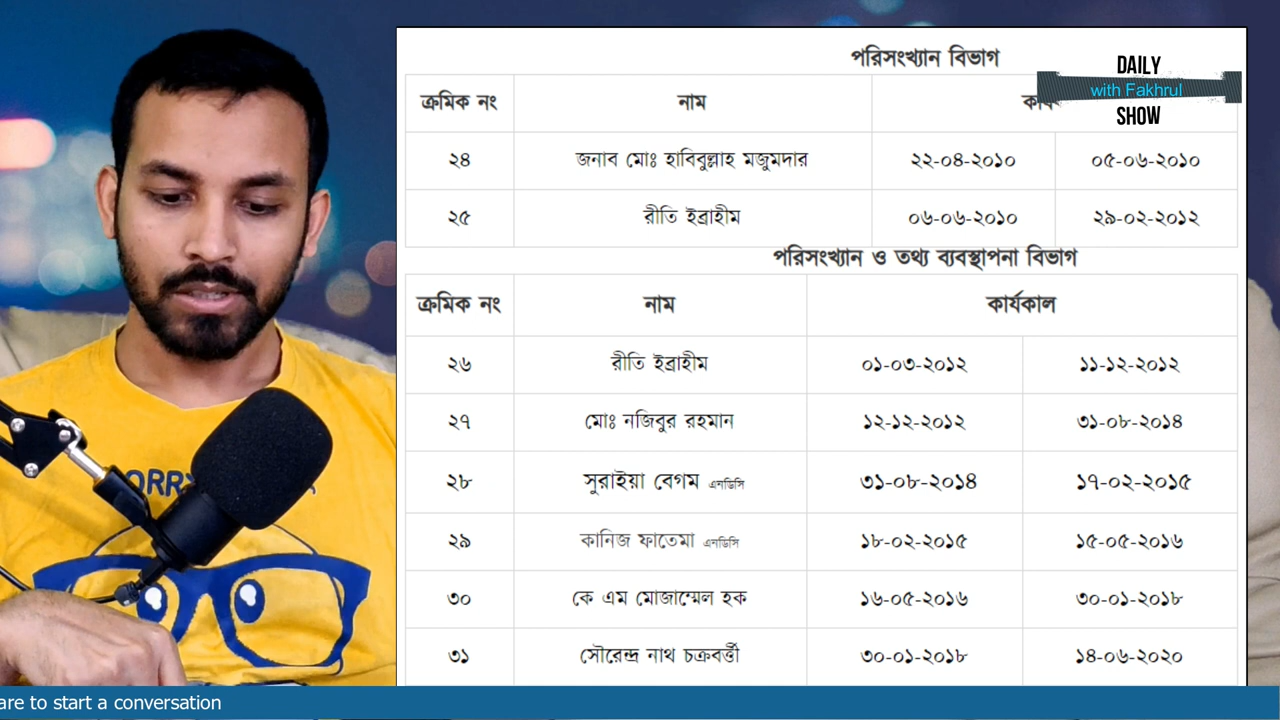 পরিসংখ্যান বিভাগ
DAILY
with Fakhrul
SHOW
ক্রমিক নং নাম
২৪ জনাব মোঃ হাবিবুল্লাহ মজুমদার ২২-০৪-২০১০ ০৫-০৬-২০১০
২৫ রীতি ইব্রাহীম ০৬-০৬-২০১০ ২৯-০২-২০১২
পরিসংখ্যান ও তথ্য ব্যবস্থাপনা বিভাগ
ক্রমিক নং নাম কার্যকাল
২৬ রীতি ইব্রাহীম ০১-০৩-২০১২ ১১-১২-২০১২
২৭ মোঃ নজিবুর রহমান ১২-১২-২০১২ ৩১-০৮-২০১৪
২৮ সুরাইয়া বেগম এনডিসি ৩১-০৮-২০১৪ ১৭-০২-২০১৫
২৯ কানিজ ফাতেমা এনডিসি ১৮-০২-২০১৫ ১৫-০৫-২০১৬
৩০ কে এম মোজাম্মেল হক ১৬-০৫-২০১৬ ৩০-০১-২০১৮
৩১ সৌরেন্দ্র নাথ চক্রবর্ত্তী ৩০-০১-২০১৮ ১৪-০৬-২০২০
are to start a conversation